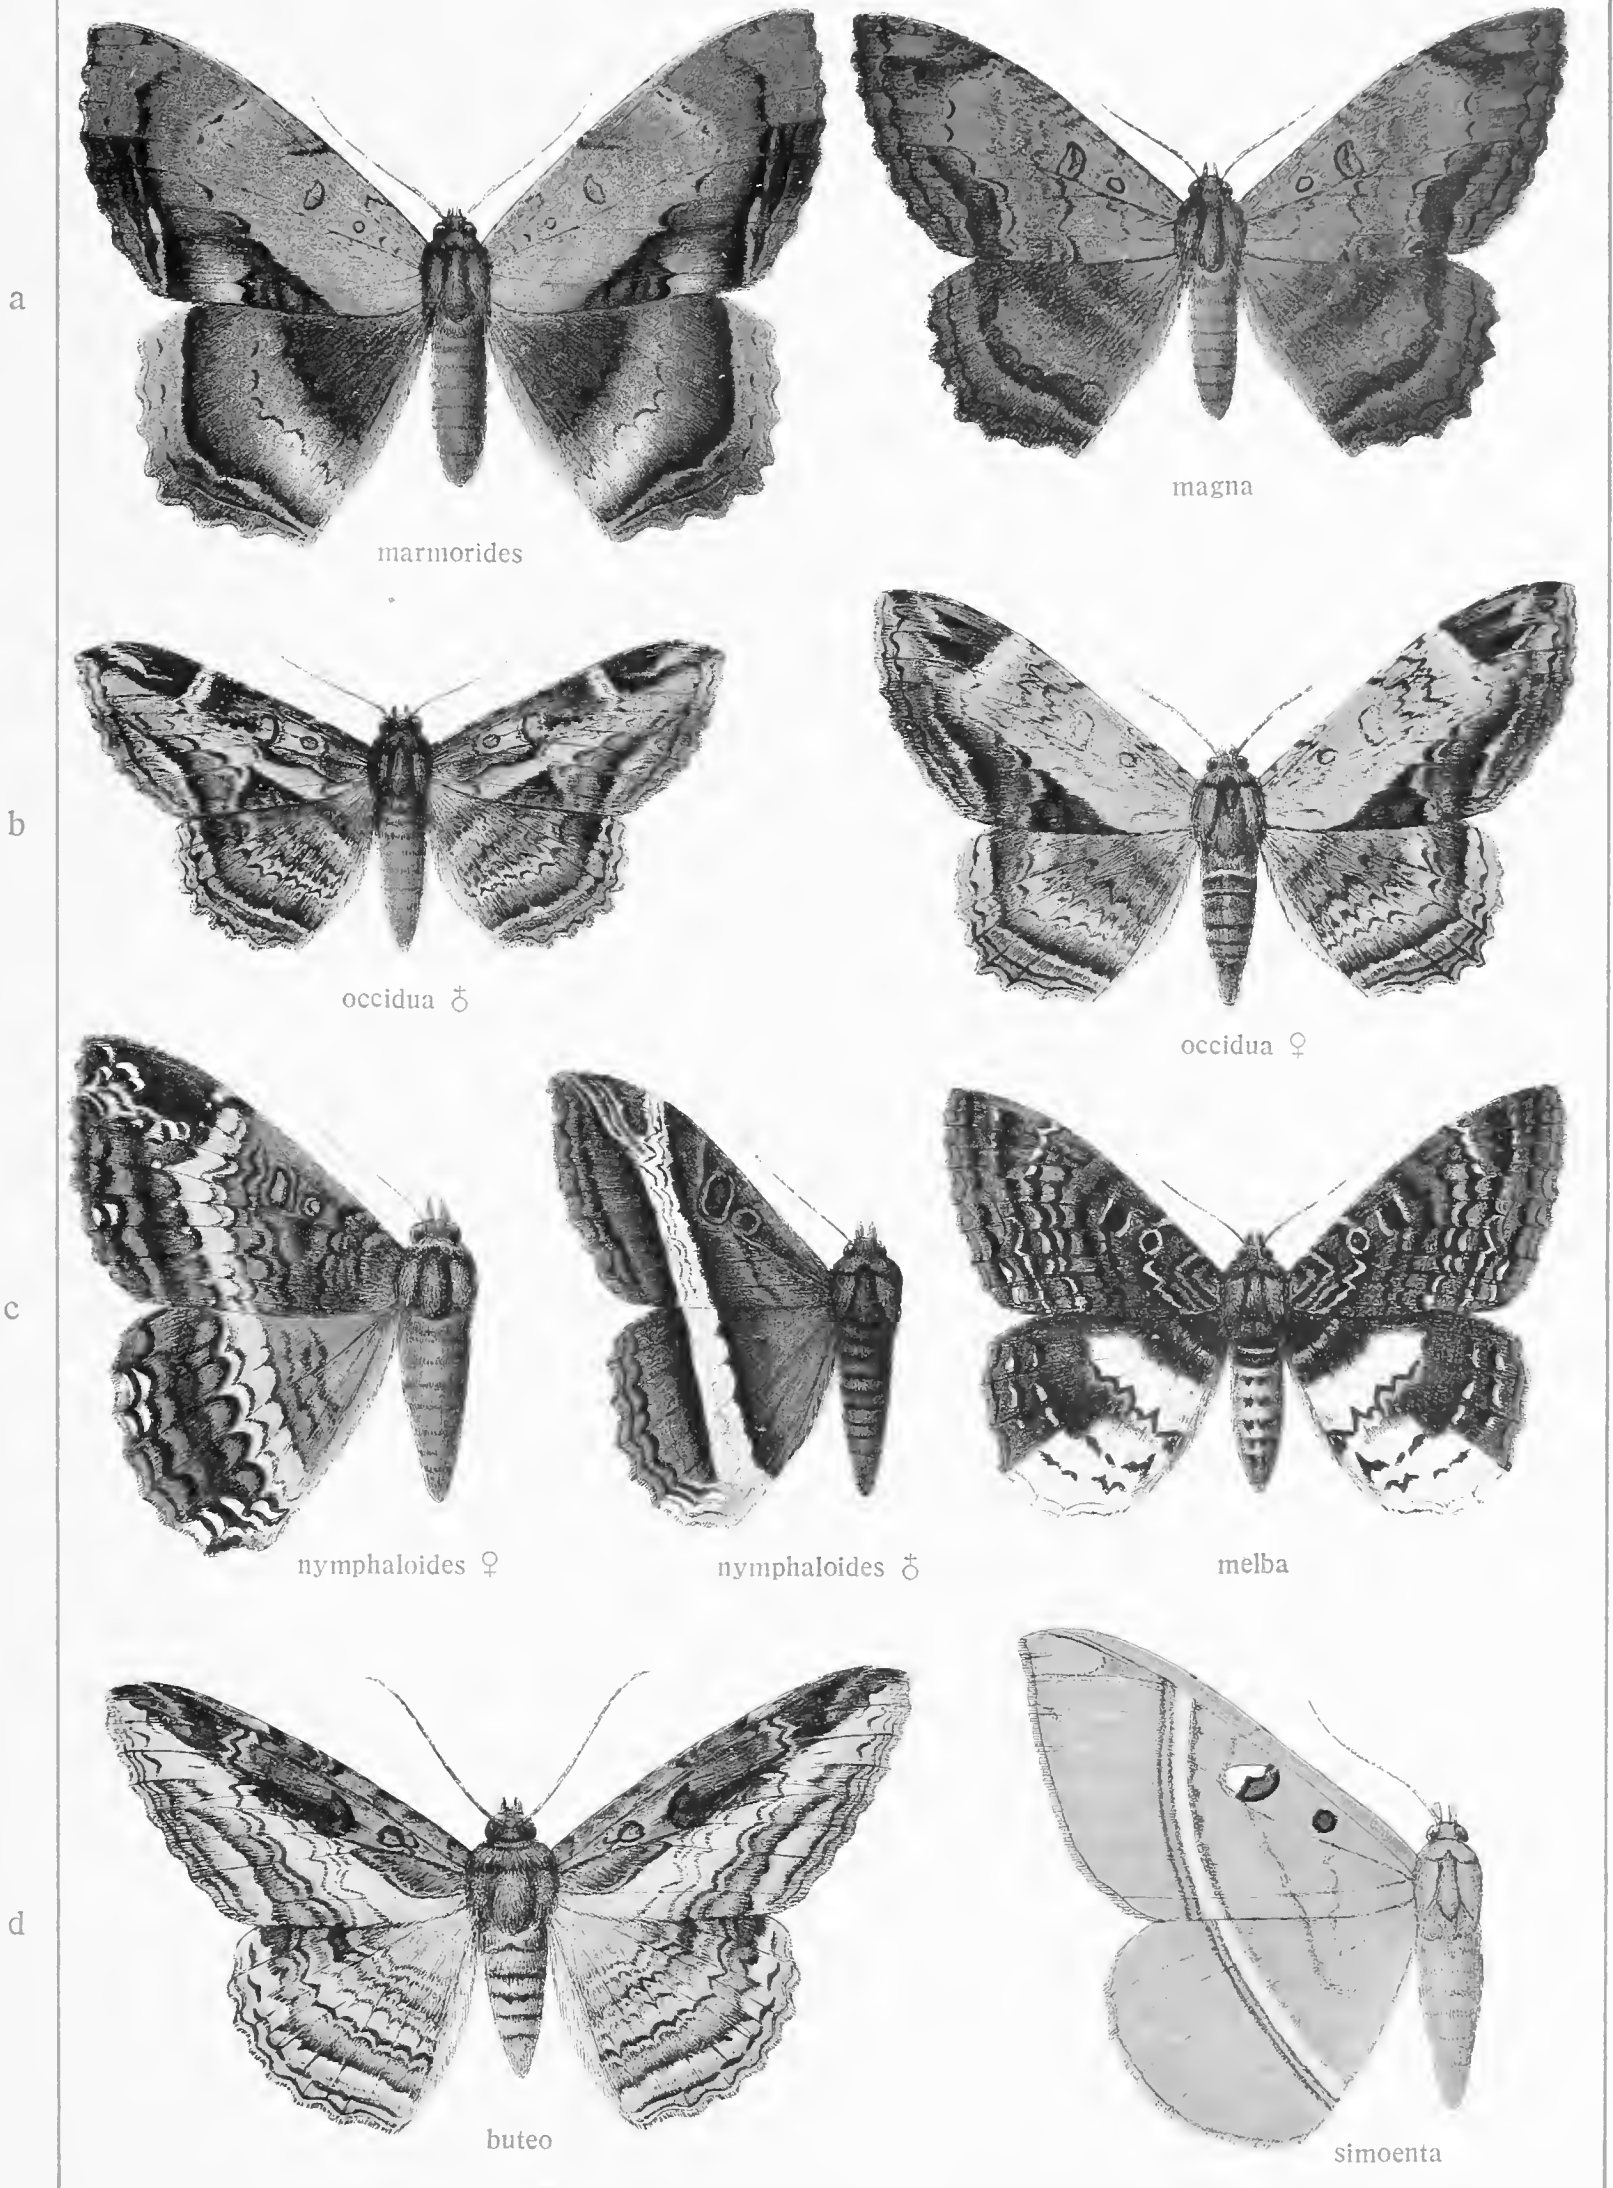 a
marmorides
magna
b
occidua ♂
occidua ♀
c
nymphaloides ♀
nymphaloides ♂
melba
d
buteo
simoenta